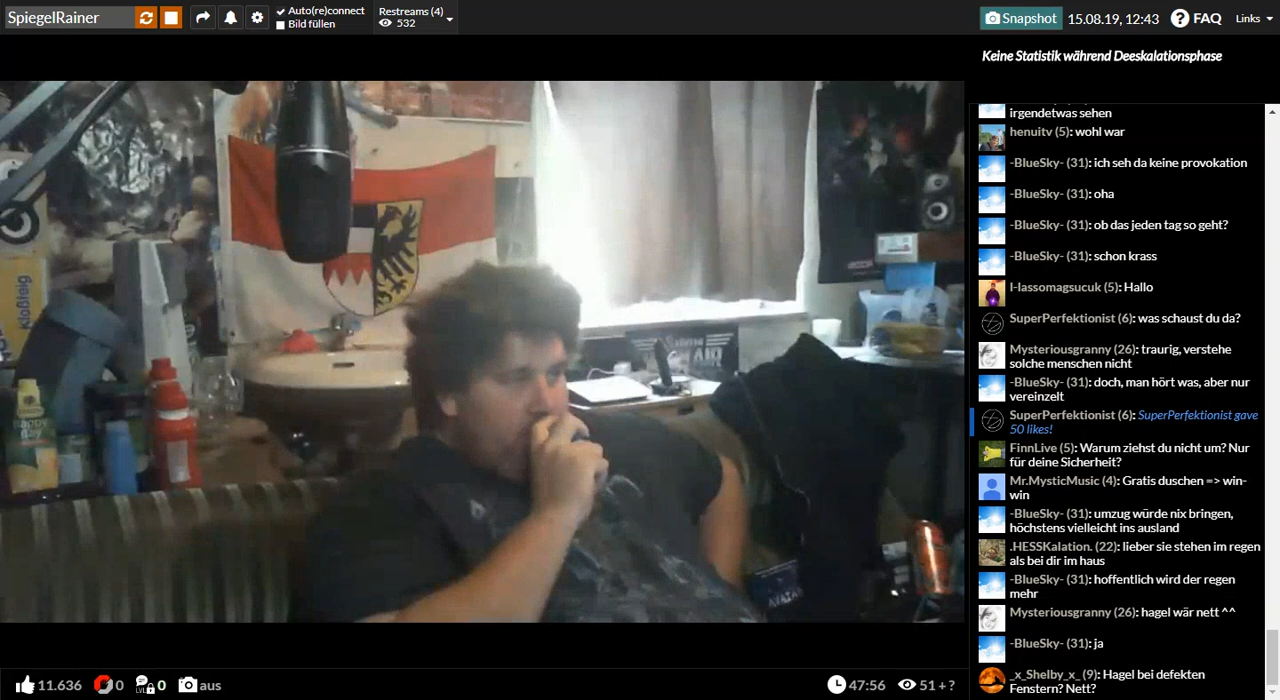 SpiegelRainer
Auto(re)connect
Bild füllen
Restreams (4)
532
Snapshot
15.08.19, 12:43
? FAQ
Links
Keine Statistik während Deeskalationsphase
irgendetwas sehen
henuitv (5): wohl war
-BlueSky- (31): ich seh da keine provokation
-BlueSky- (31): oha
-BlueSky- (31): ob das jeden tag so geht?
-BlueSky- (31): schon krass
I-lassomagsucuk (5): Hallo
SuperPerfektionist (6): was schaust du da?
Mysteriousgranny (26): traurig, verstehe
solche menschen nicht
-BlueSky- (31): doch, man hört was, aber nur
vereinzelt
SuperPerfektionist (6): SuperPerfektionist gave
50 likes!
FinnLive (5): Warum ziehst du nicht um? Nur
für deine Sicherheit?
Mr.MysticMusic (4): Gratis duschen => win-
win
-BlueSky- (31): umzug würde nix bringen,
höchstens vielleicht ins ausland
.HESSKalation. (22): lieber sie stehen im regen
als bei dir im haus
-BlueSky- (31): hoffentlich wird der regen
mehr
Mysteriousgranny (26): hagel wär nett ^^
-BlueSky- (31): ja
_x_Shelby_x_ (9): Hagel bei defekten
Fenstern? Nett?
kloßteig
happy
day
AVATAR
11.636
0
LVL
0
aus
47:56
51 + ?